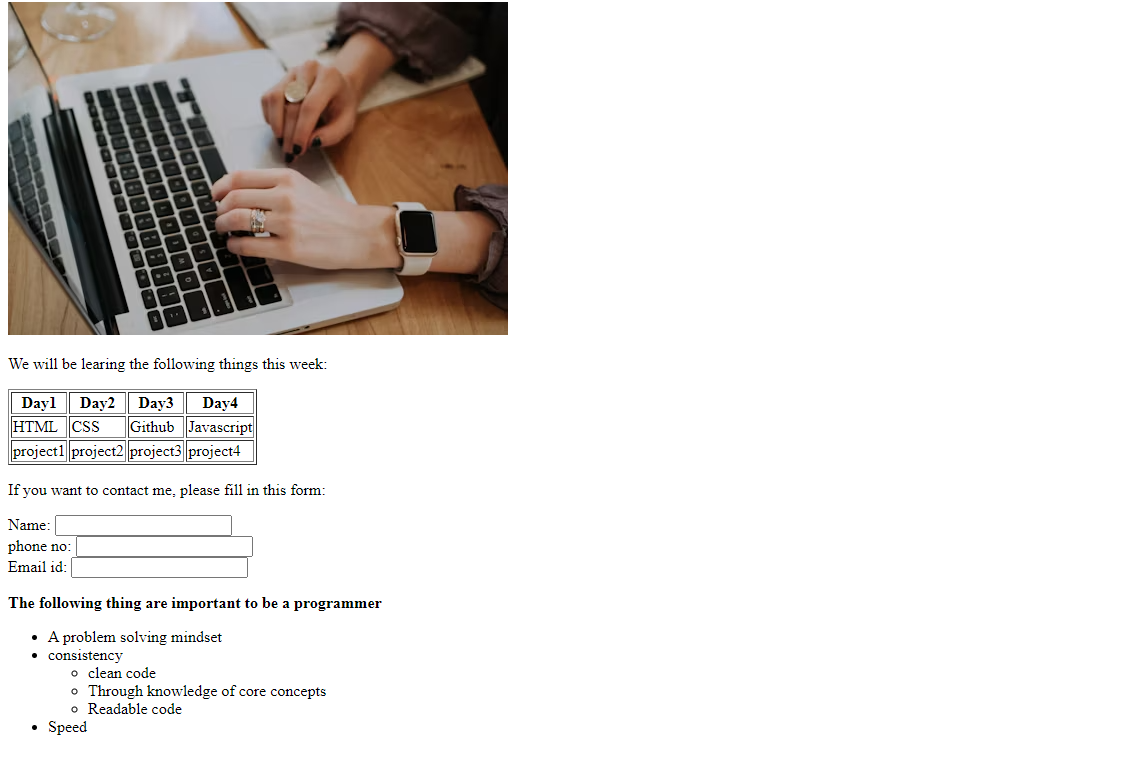 We will be learing the following things this week:
Day1 Day2 Day3 Day4
HTML CSS Github Javascript
project1 project2 project3 project4
If you want to contact me, please fill in this form:
Name:
phone no:
Email id:
The following thing are important to be a programmer
A problem solving mindset
consistency
clean code
Through knowledge of core concepts
Readable code
Speed